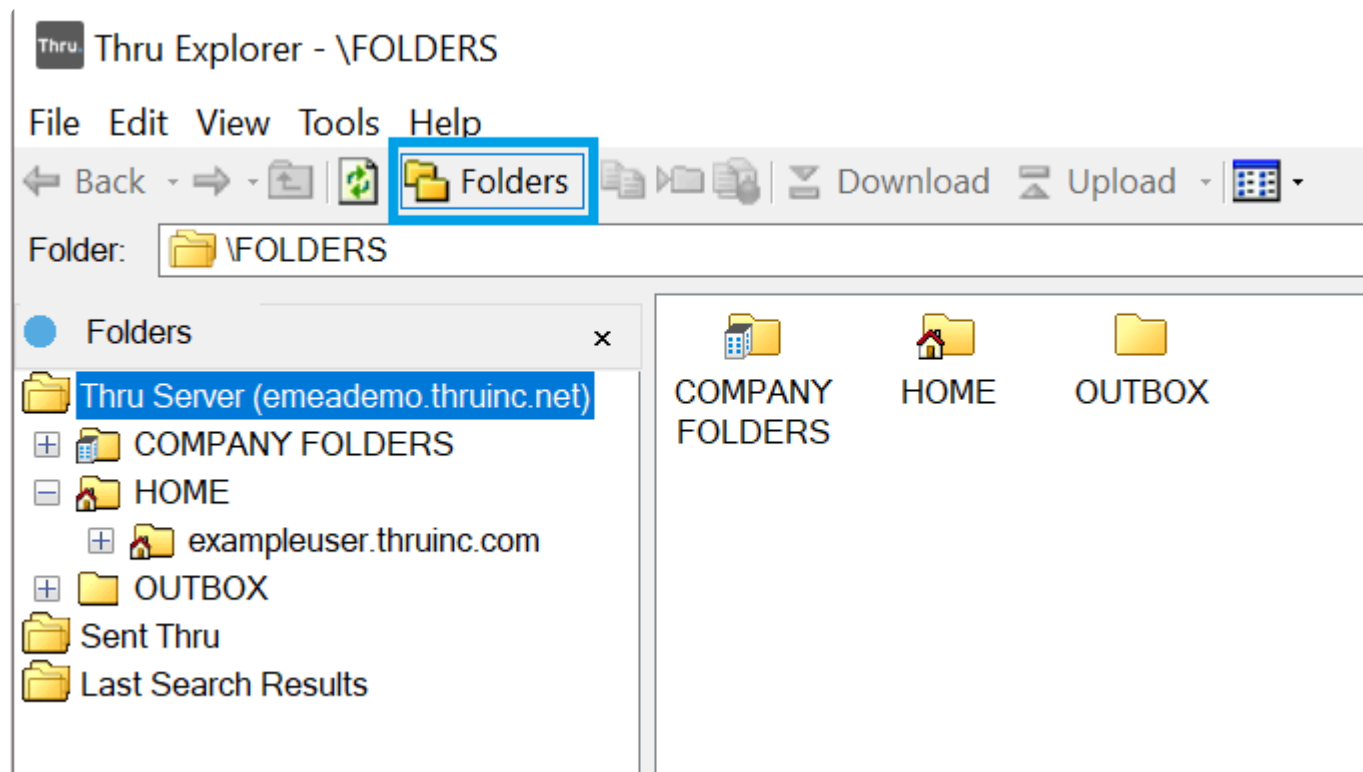 Thru. Thru Explorer - \FOLDERS
File Edit View Tools Help
Back Folders Download Upload
Folder: \FOLDERS
Folders x
Thru Server (emeademo.thruinc.net)
COMPANY FOLDERS
HOME
exampleuser.thruinc.com
OUTBOX
Sent Thru
Last Search Results
COMPANY HOME OUTBOX
FOLDERS